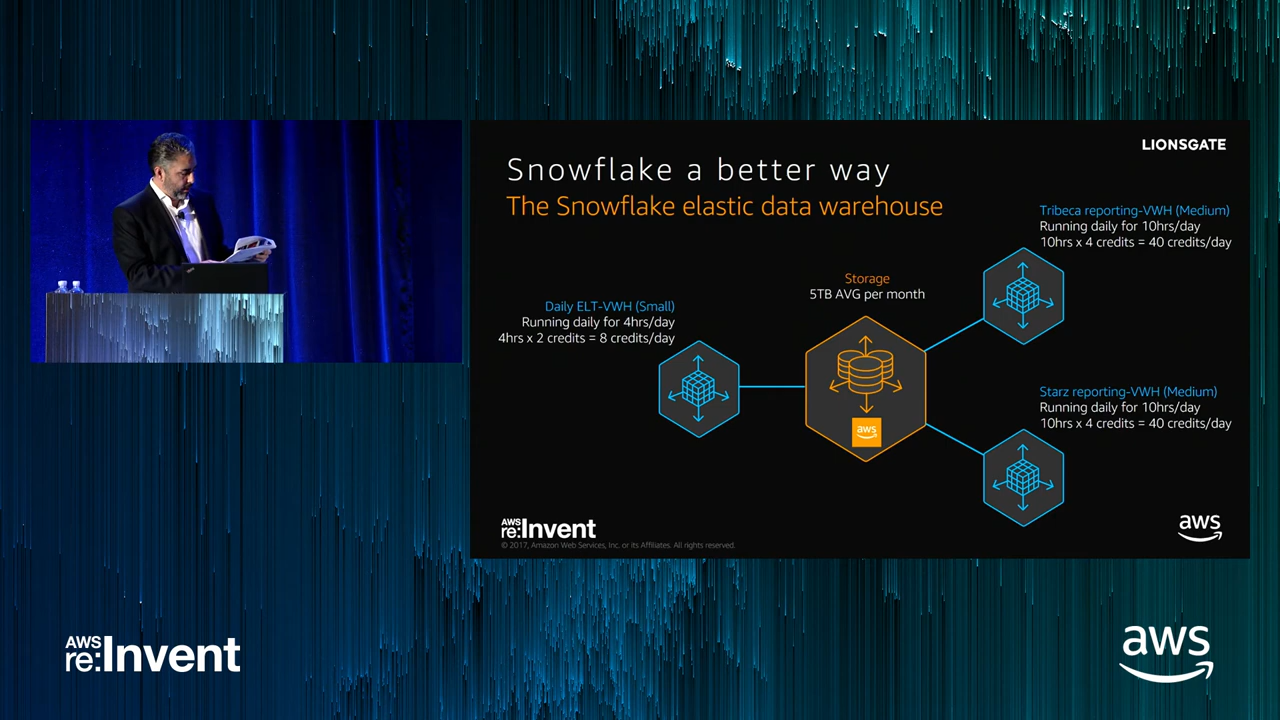 LIONSGATE
Snowflake a better way
The Snowflake elastic data warehouse
Tribeca reporting-VWH (Medium)
Running daily for 10hrs/day
10hrs x 4 credits = 40 credits/day
Storage
5TB AVG per month
Daily ELT-VWH (Small)
Running daily for 4hrs/day
4hrs x 2 credits = 8 credits/day
Starz reporting-VWH (Medium)
Running daily for 10hrs/day
10hrs x 4 credits = 40 credits/day
aws
AWS
re:Invent
© 2017, Amazon Web Services, Inc. or its Affiliates. All rights reserved.
aws
AWS
re:Invent
aws